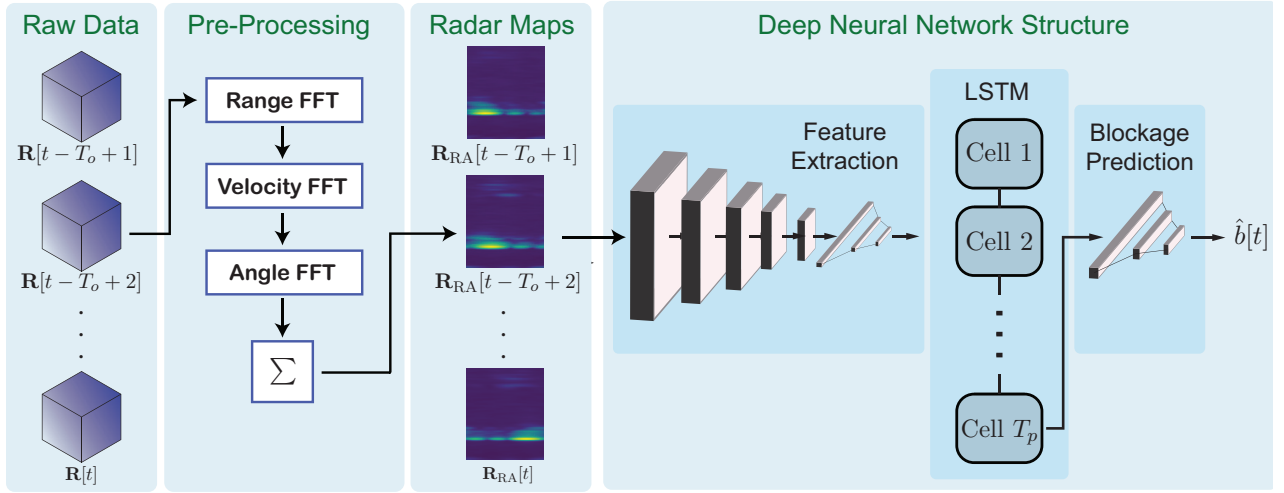 Raw Data
R[t − T_o + 1]
R[t − T_o + 2]
R[t]
Pre-Processing
Range FFT
Velocity FFT
Angle FFT
∑
Radar Maps
R_RA[t − T_o + 1]
R_RA[t − T_o + 2]
R_RA[t]
Deep Neural Network Structure
Feature
Extraction
LSTM
Cell 1
Cell 2
Cell T_p
Blockage
Prediction
b̂[t]